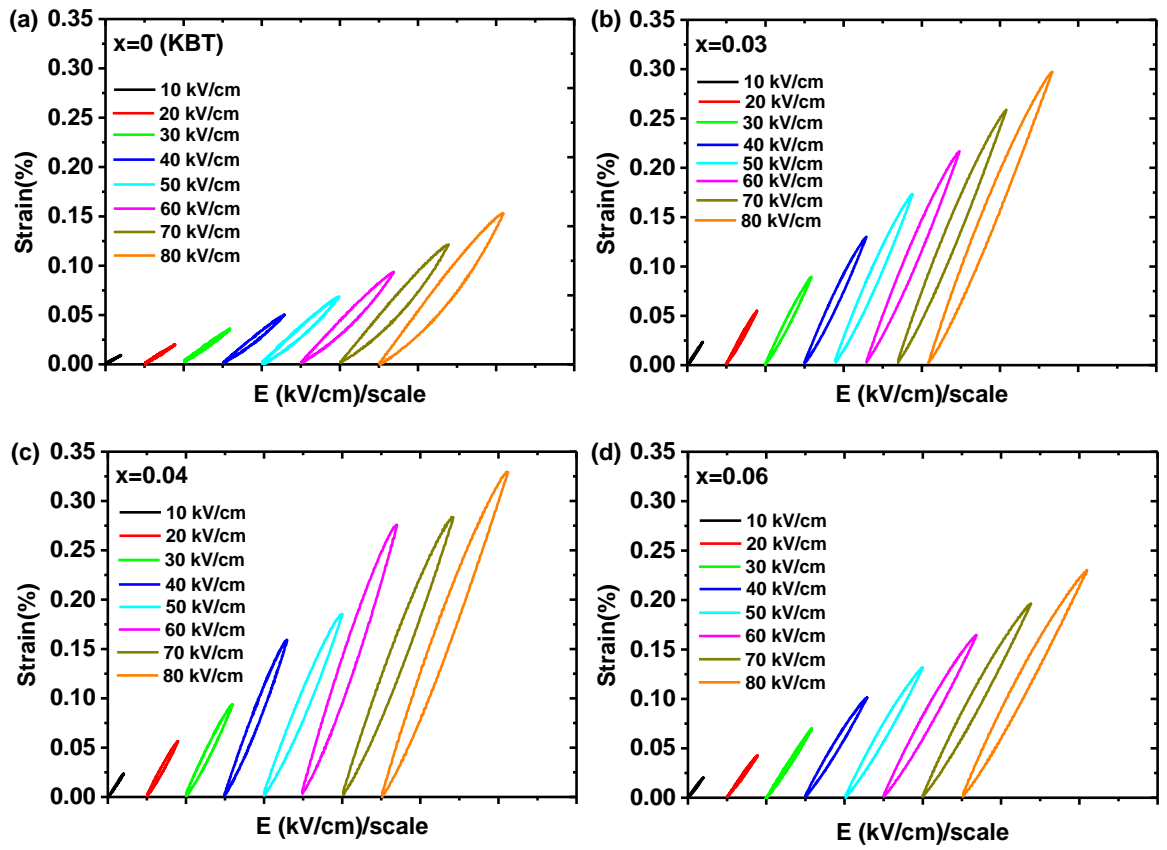 (a)
x=0 (KBT)
10 kV/cm
20 kV/cm
30 kV/cm
40 kV/cm
50 kV/cm
60 kV/cm
70 kV/cm
80 kV/cm
0.35
0.30
0.25
0.20
0.15
0.10
0.05
0.00
Strain(%)
E (kV/cm)/scale
(b)
x=0.03
10 kV/cm
20 kV/cm
30 kV/cm
40 kV/cm
50 kV/cm
60 kV/cm
70 kV/cm
80 kV/cm
0.35
0.30
0.25
0.20
0.15
0.10
0.05
0.00
Strain(%)
E (kV/cm)/scale
(c)
x=0.04
10 kV/cm
20 kV/cm
30 kV/cm
40 kV/cm
50 kV/cm
60 kV/cm
70 kV/cm
80 kV/cm
0.35
0.30
0.25
0.20
0.15
0.10
0.05
0.00
Strain(%)
E (kV/cm)/scale
(d)
x=0.06
10 kV/cm
20 kV/cm
30 kV/cm
40 kV/cm
50 kV/cm
60 kV/cm
70 kV/cm
80 kV/cm
0.35
0.30
0.25
0.20
0.15
0.10
0.05
0.00
Strain(%)
E (kV/cm)/scale